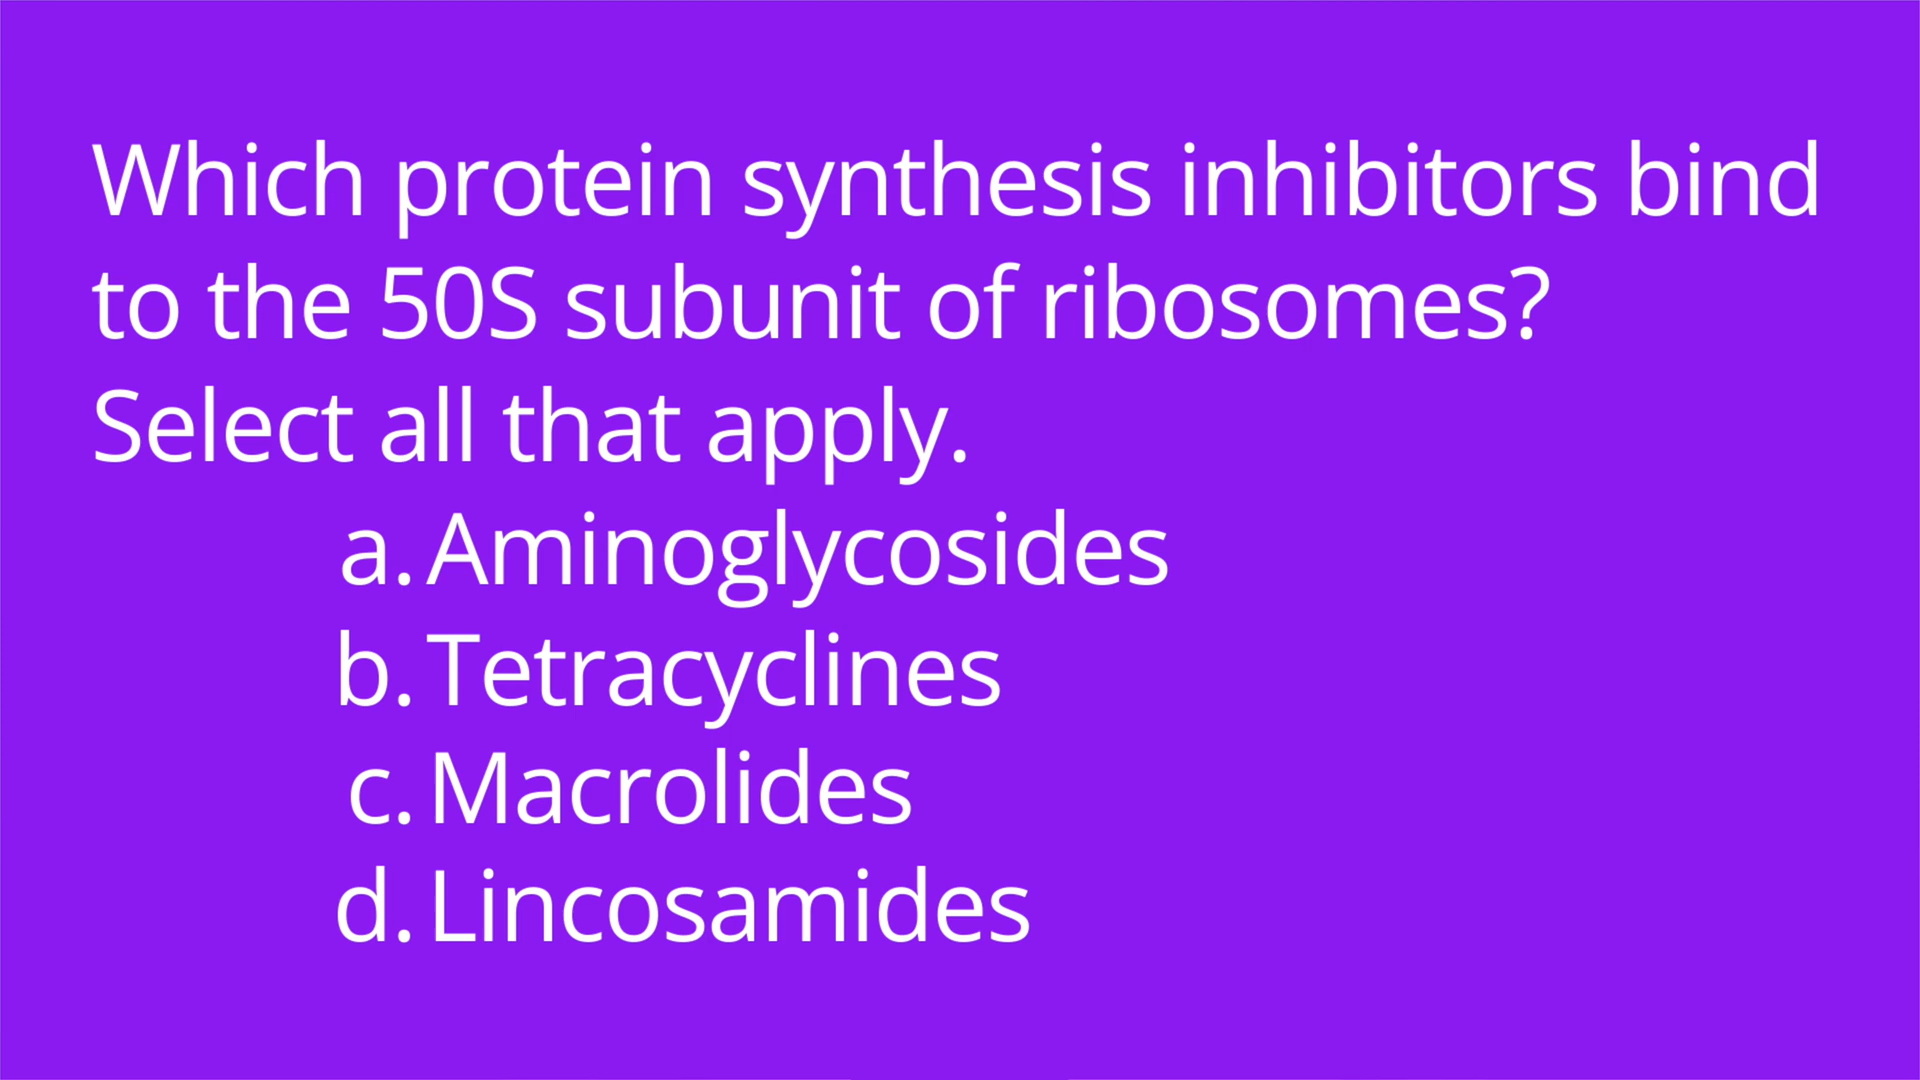 Which protein synthesis inhibitors bind
to the 50S subunit of ribosomes?
Select all that apply.
a. Aminoglycosides
b. Tetracyclines
c. Macrolides
d. Lincosamides